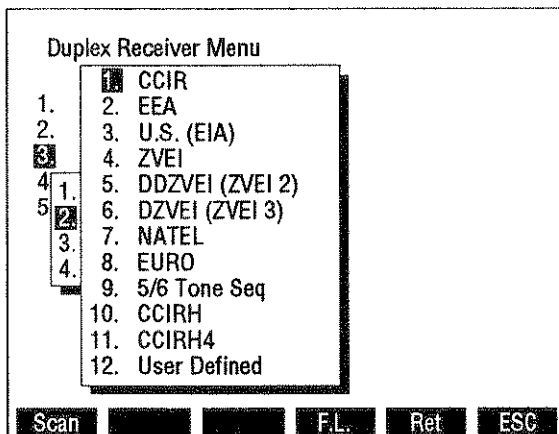 Duplex Receiver Menu
1.
2.
3.
4
5
1.
2.
3.
4.
1. CCIR
2. EEA
3. U.S. (EIA)
4. ZVEI
5. DDZVEI (ZVEI 2)
6. DZVEI (ZVEI 3)
7. NATEL
8. EURO
9. 5/6 Tone Seq
10. CCIRH
11. CCIRH4
12. User Defined
Scan F.L. Ret ESC